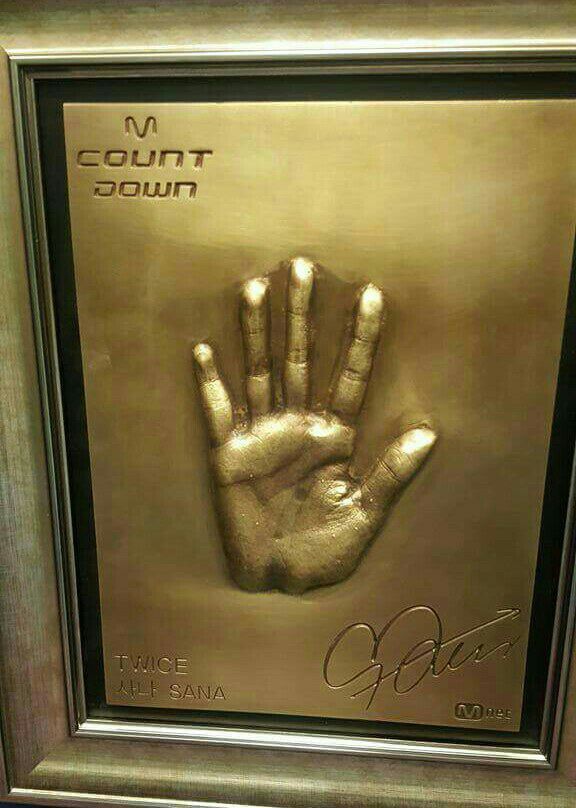 M
COUNT
DOWN
TWICE
사나 SANA
Mnet